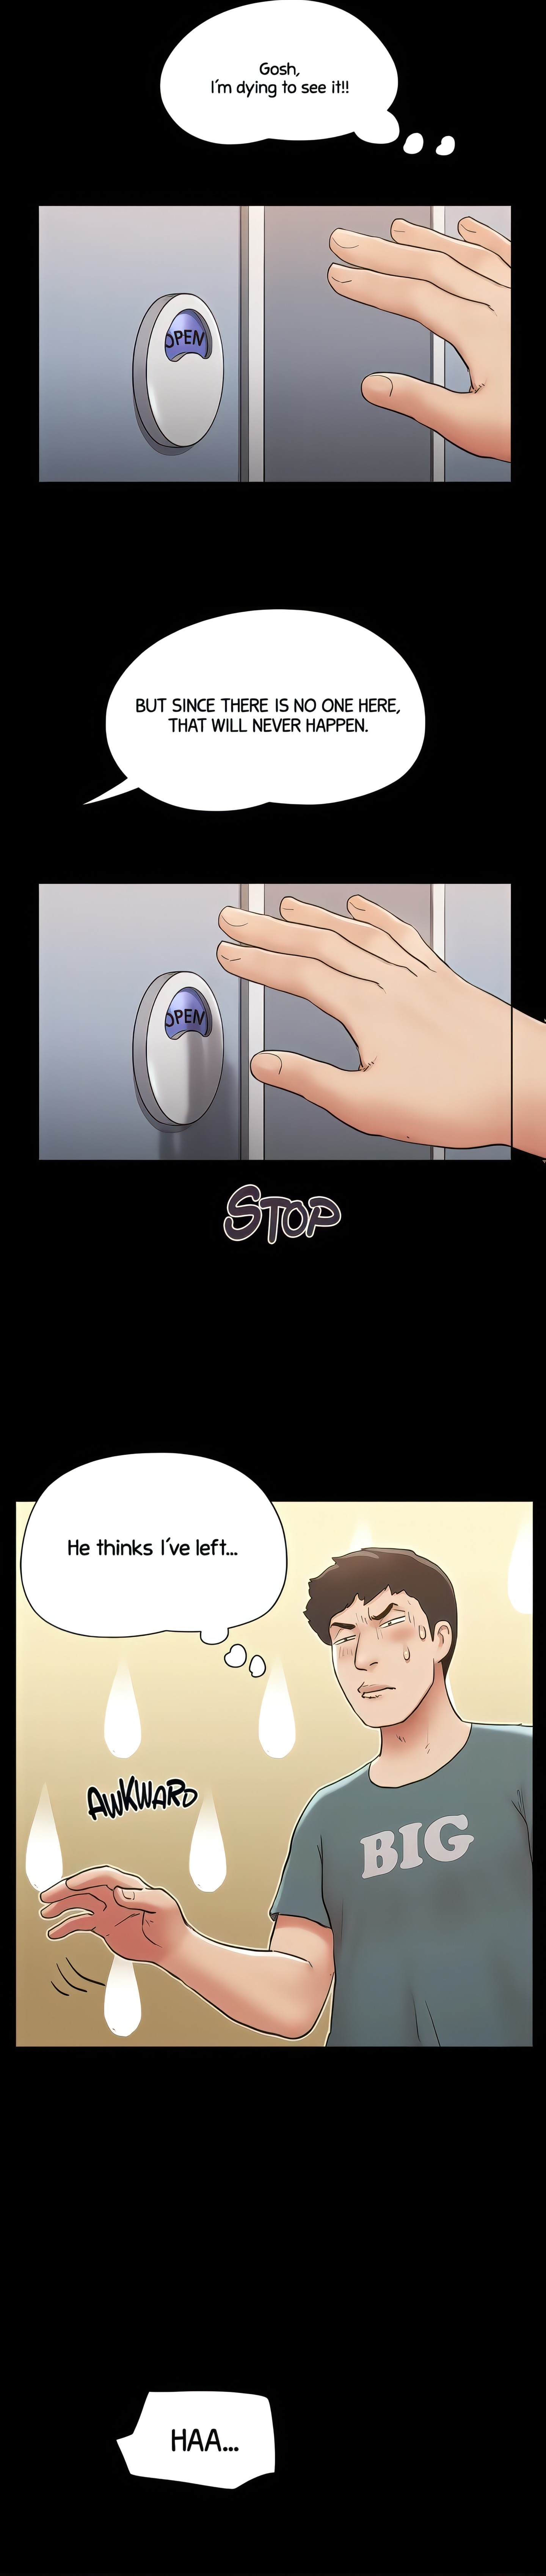 Gosh,
I'm dying to see it!!
OPEN
BUT SINCE THERE IS NO ONE HERE,
THAT WILL NEVER HAPPEN.
OPEN
STOP
He thinks I've left...
AWKWARD
BIG
HAA...